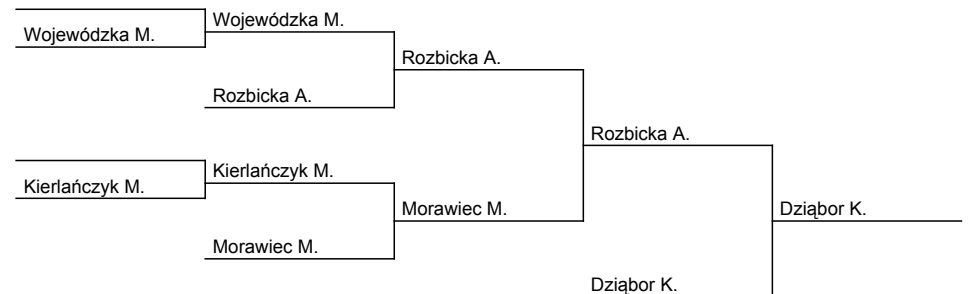 Wojewódzka M.
Wojewódzka M.
Rozbicka A.
Rozbicka A.
Rozbicka A.
Kierlańczyk M.
Kierlańczyk M.
Morawiec M.
Dziąbor K.
Morawiec M.
Dziąbor K.